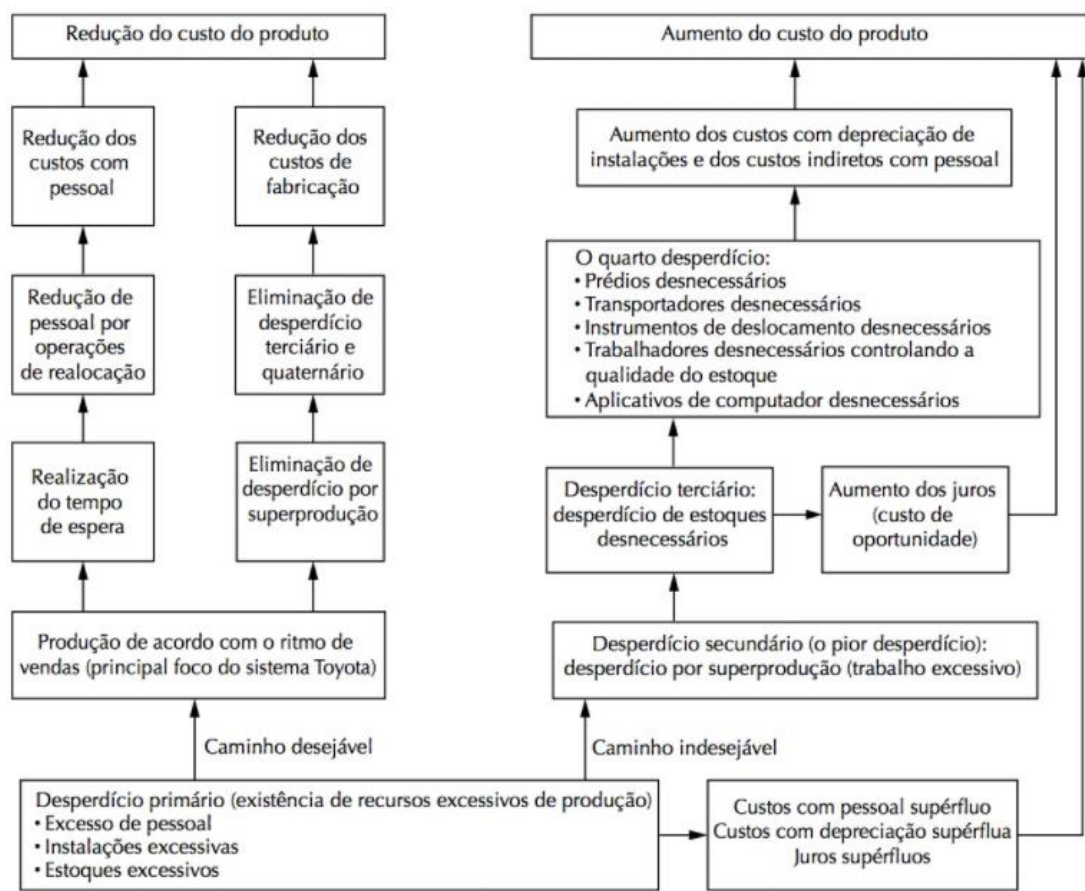 Redução do custo do produto
Aumento do custo do produto
Redução dos
custos com
pessoal
Redução dos
custos de
fabricação
Aumento dos custos com depreciação de
instalações e dos custos indiretos com pessoal
Redução de
pessoal por
operações
de realocação
Eliminação de
desperdício
terciário e
quaternário
O quarto desperdício:
• Prédios desnecessários
• Transportadores desnecessários
• Instrumentos de deslocamento desnecessários
• Trabalhadores desnecessários controlando a
qualidade do estoque
• Aplicativos de computador desnecessários
Realização
do tempo
de espera
Eliminação de
desperdício por
superprodução
Desperdício terciário:
desperdício de estoques
desnecessários
Aumento dos juros
(custo de
oportunidade)
Produção de acordo com o ritmo de
vendas (principal foco do sistema Toyota)
Desperdício secundário (o pior desperdício):
desperdício por superprodução (trabalho excessivo)
Caminho desejável
Caminho indesejável
Desperdício primário (existência de recursos excessivos de produção)
• Excesso de pessoal
• Instalações excessivas
• Estoques excessivos
Custos com pessoal supérfluo
Custos com depreciação supérflua
Juros supérfluos